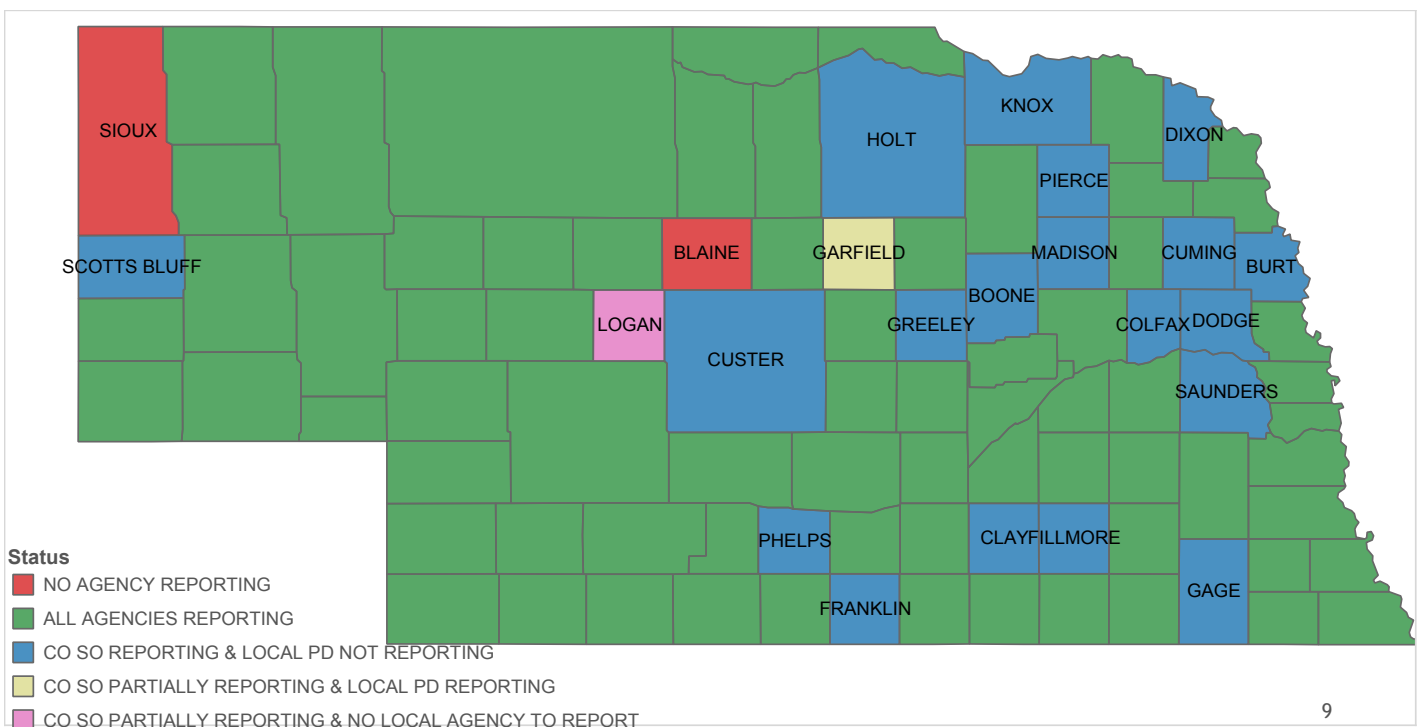 KNOX
SIOUX
HOLT
DIXON
PIERCE
BLAINE
GARFIELD
MADISON
CUMING
SCOTTS BLUFF
BURT
BOONE
LOGAN
GREELEY
COLFAX
DODGE
CUSTER
SAUNDERS
PHELPS
CLAY
FILLMORE
GAGE
FRANKLIN
Status
NO AGENCY REPORTING
ALL AGENCIES REPORTING
CO SO REPORTING & LOCAL PD NOT REPORTING
CO SO PARTIALLY REPORTING & LOCAL PD REPORTING
CO SO PARTIALLY REPORTING & NO LOCAL AGENCY TO REPORT
9